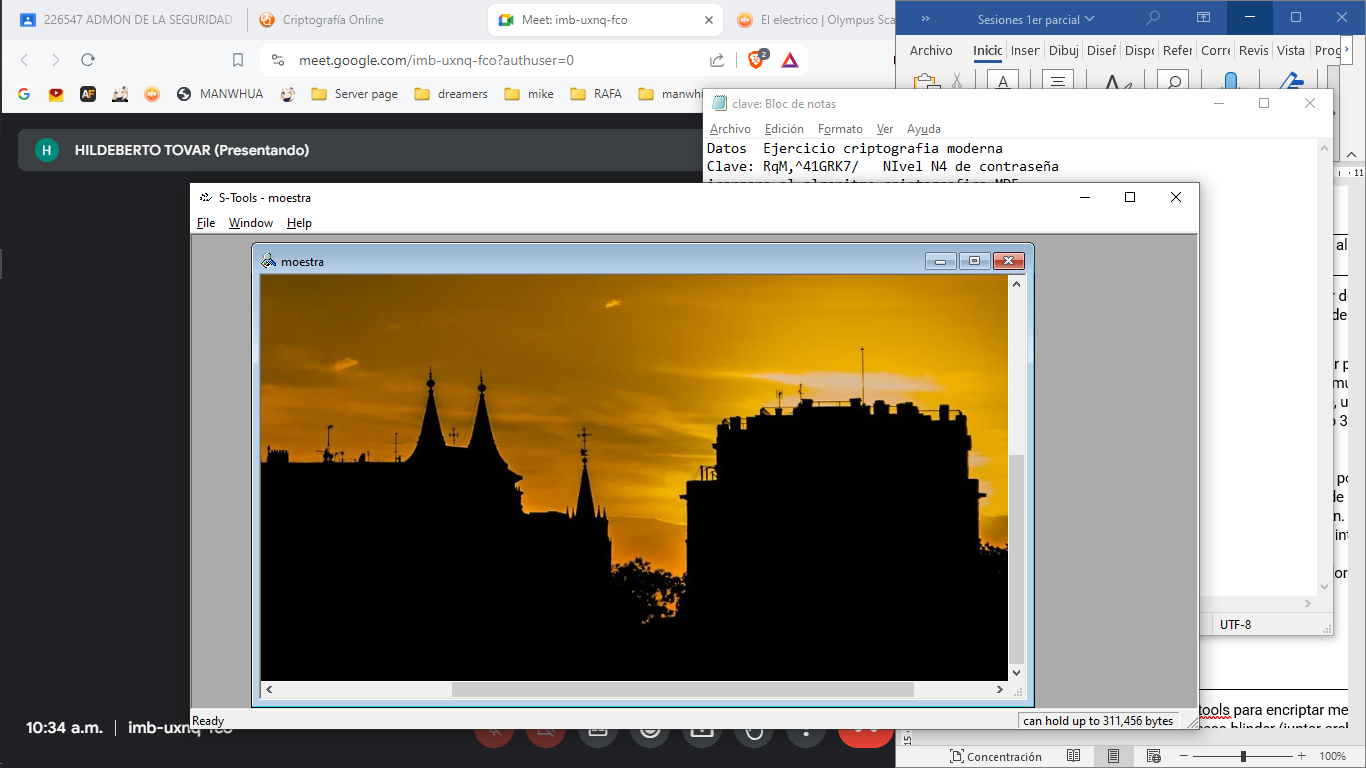 226547 ADMON DE LA SEGURIDAD
Criptografía Online
Meet: imb-uxnq-fco
El electrico | Olympus Sca
Sesiones 1er parcial
meet.google.com/imb-uxnq-fco?authuser=0
2
Archivo Inicio Inser Dibuj Diseñ Dispo Refer Corre Revis Vista Prog
MANWHUA Server page dreamers mike RAFA manwhu
clave: Bloc de notas
Archivo Edición Formato Ver Ayuda
H HILDEBERTO TOVAR (Presentando)
Datos Ejercicio criptografia moderna
Clave: RqM,^41GRK7/ NIvel N4 de contraseña
S-Tools - moestra
File Window Help
moestra
UTF-8
10:34 a.m. imb-uxnq-fco
Ready
can hold up to 311,456 bytes
tools para encriptar me
Concentración
100%